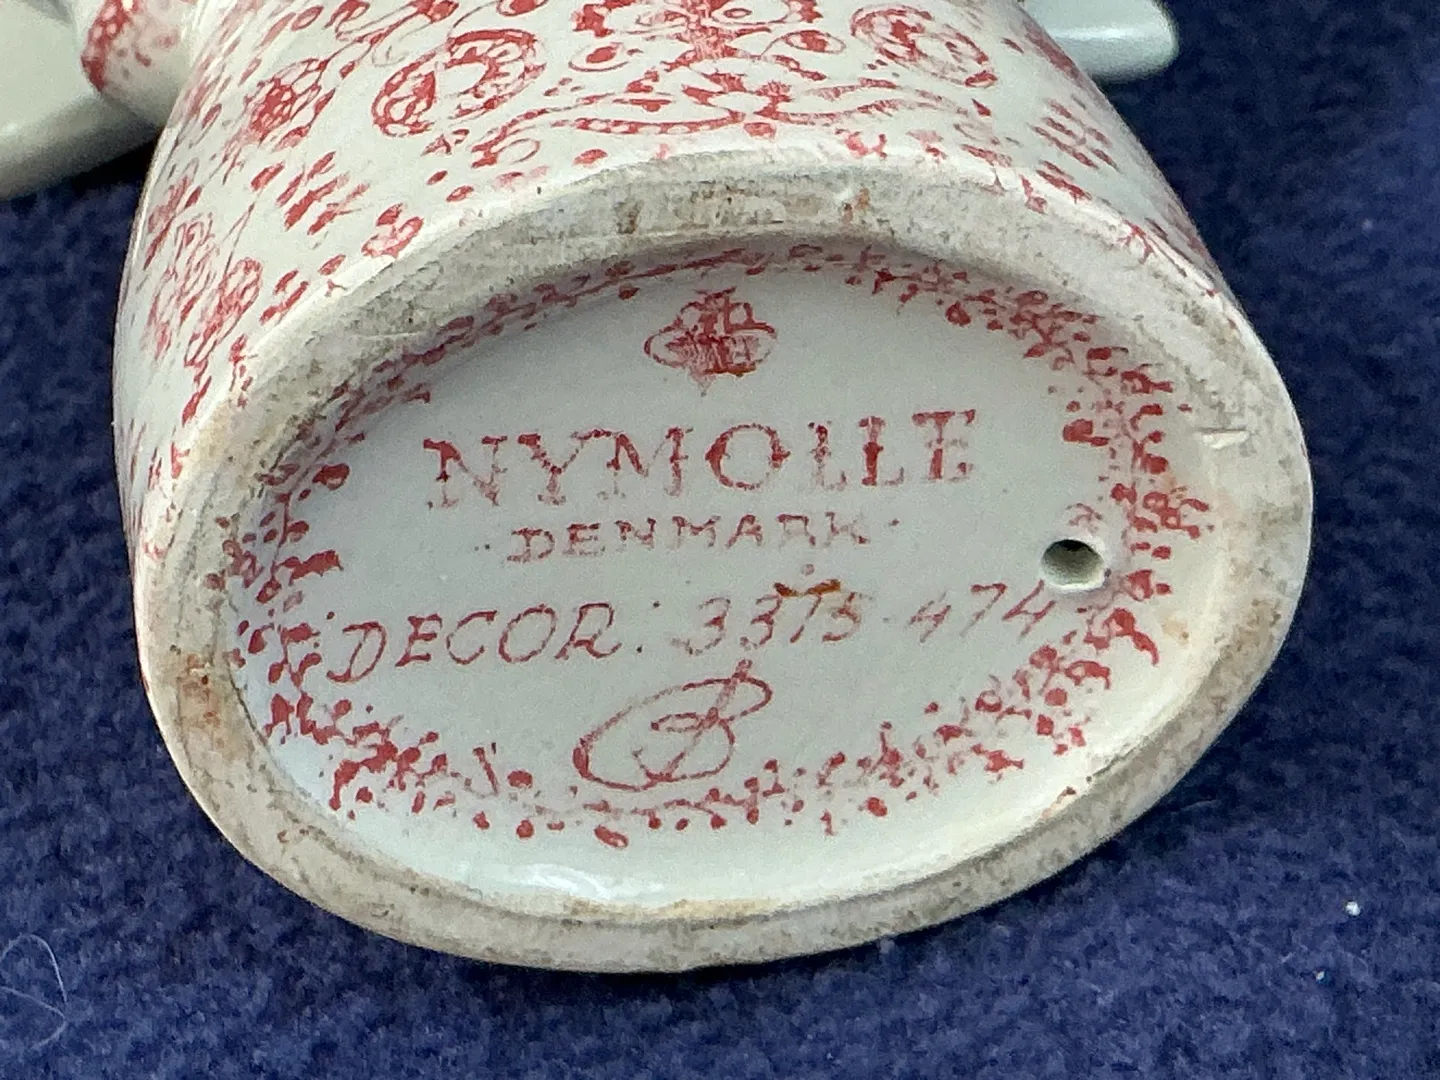 NYMOLLE
· DENMARK ·
DECOR: 3375-474